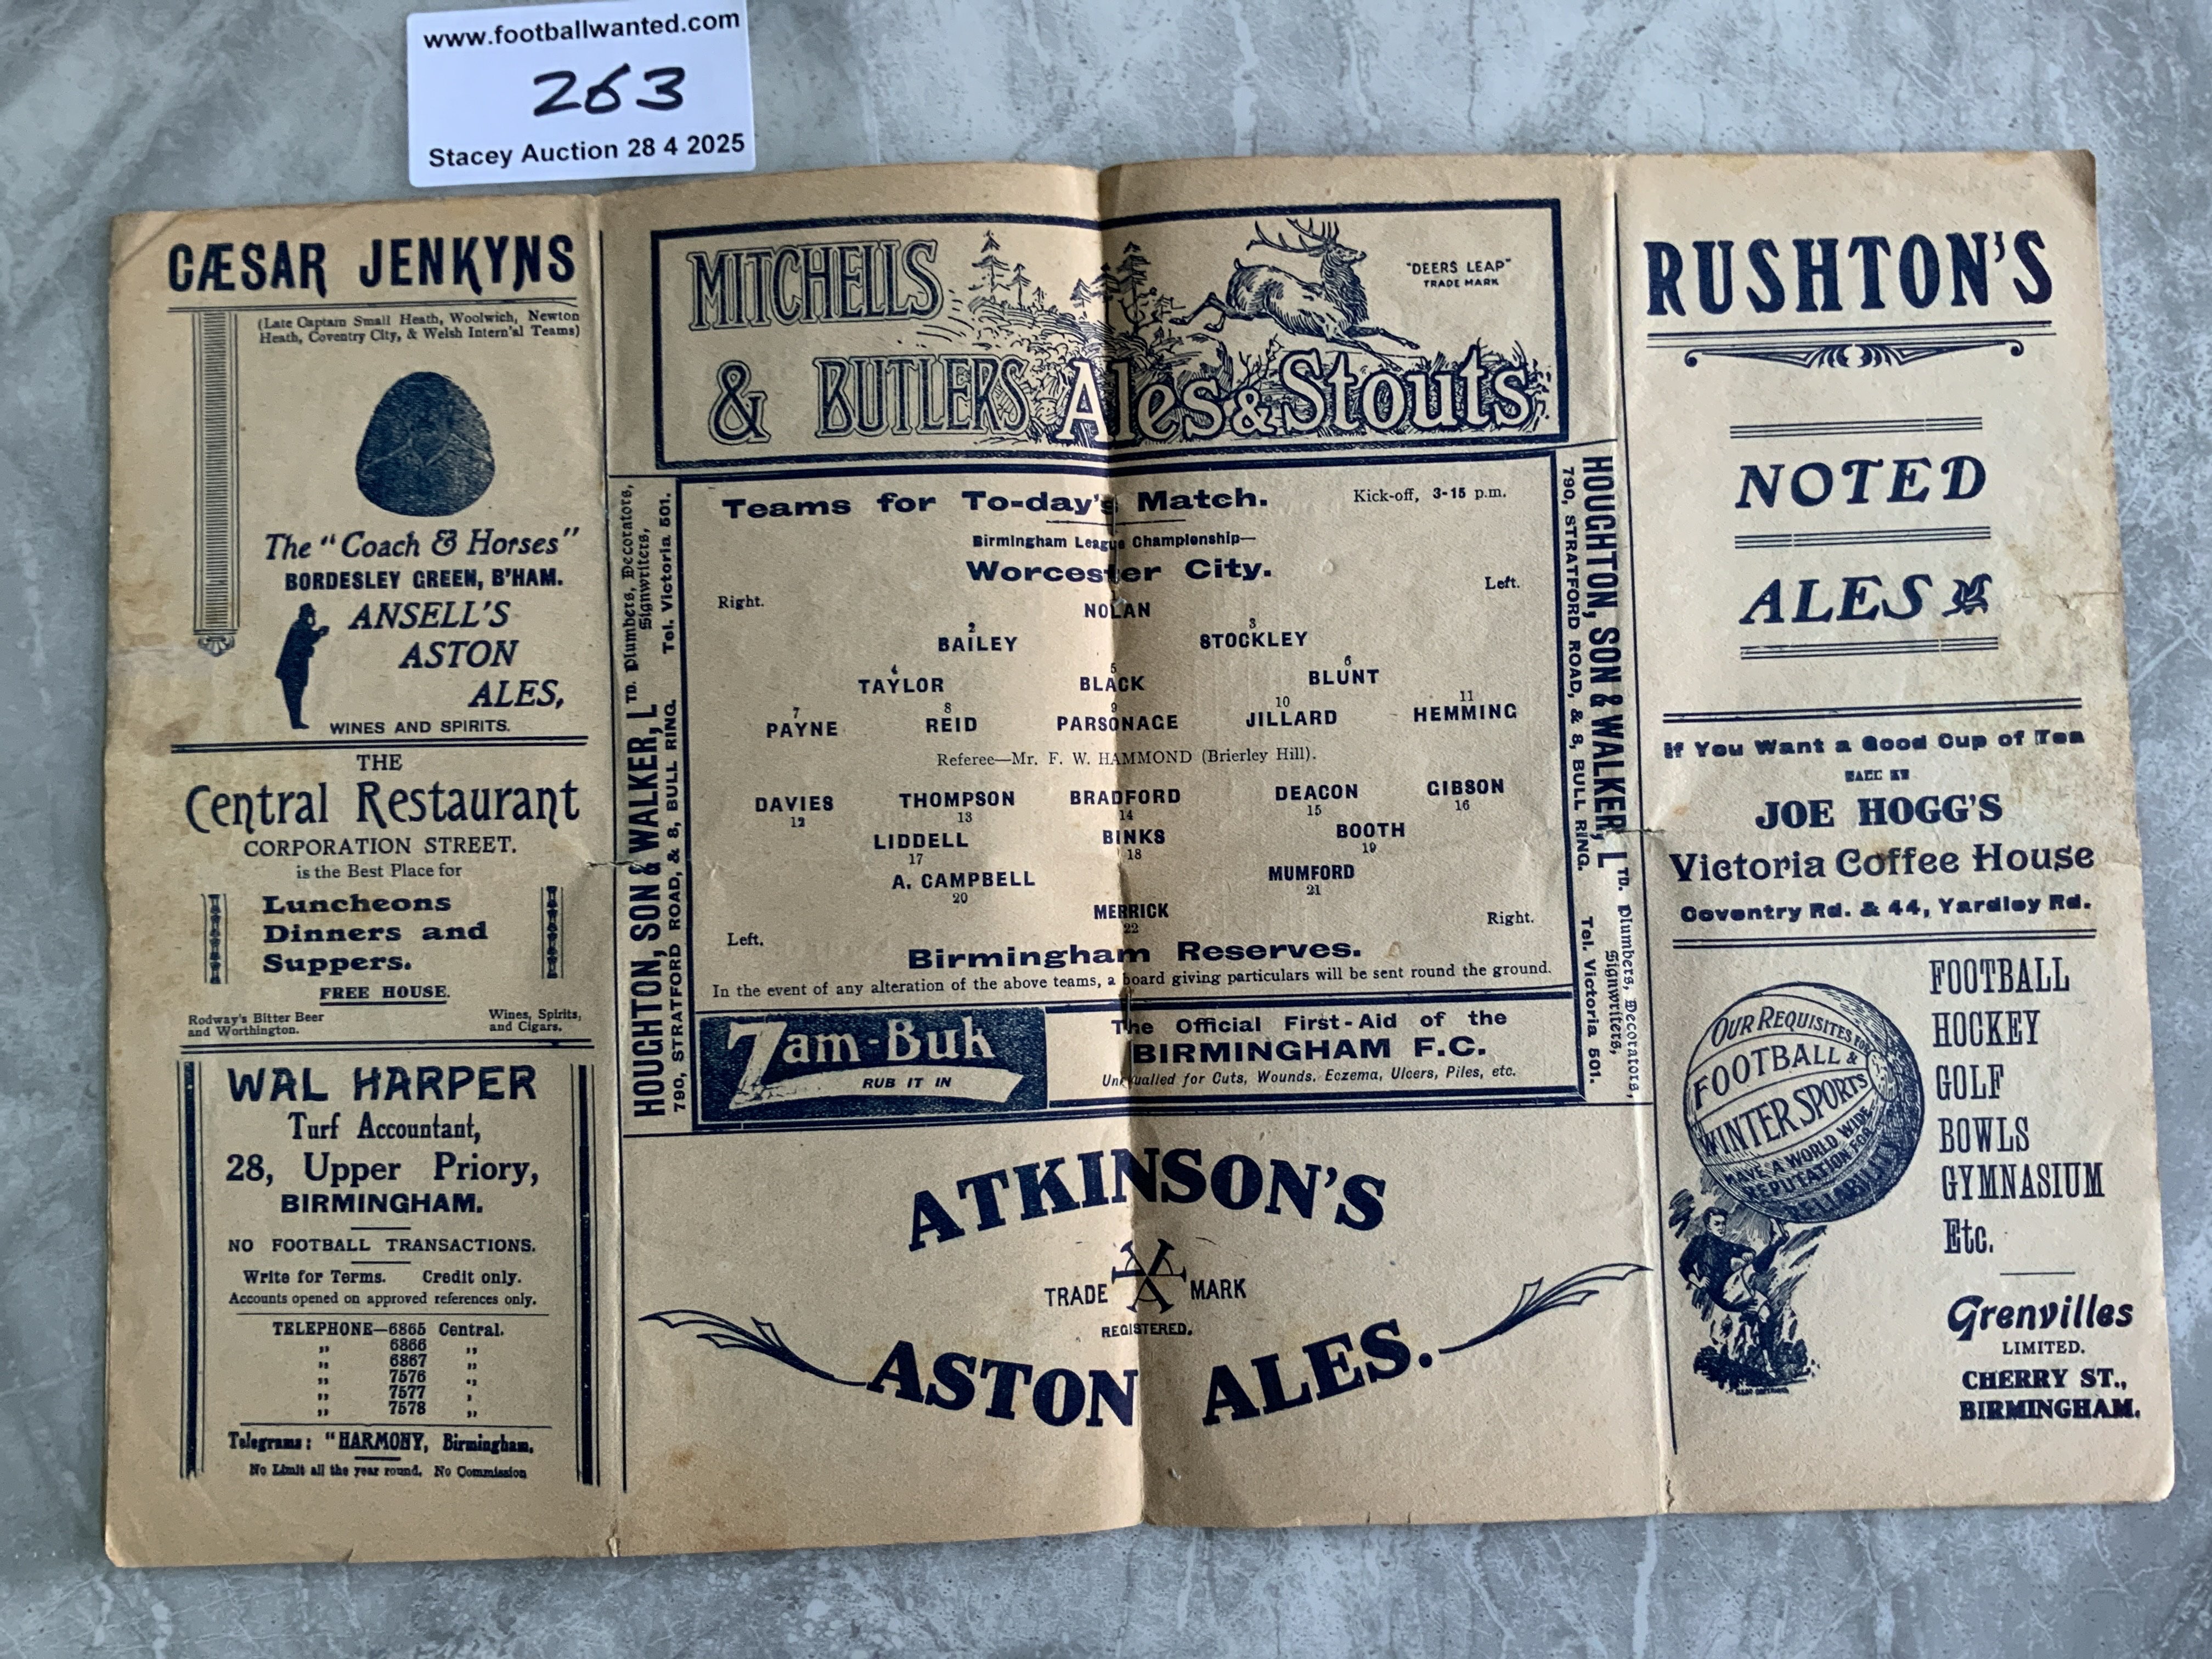 www.footballwanted.com
263
Stacey Auction 28 4 2025
CÆSAR JENKYNS
(Late Captain Small Heath, Woolwich, Newton
Heath, Coventry City, & Welsh Intern'al Teams)
The "Coach & Horses"
BORDESLEY GREEN, B'HAM.
ANSELL'S
ASTON
ALES,
WINES AND SPIRITS.
THE
Central Restaurant
CORPORATION STREET.
is the Best Place for
Luncheons
Dinners and
Suppers.
FREE HOUSE.
Rodway's Bitter Beer
and Worthington.
Wines, Spirits,
and Cigars.
WAL HARPER
Turf Accountant,
28, Upper Priory,
BIRMINGHAM.
NO FOOTBALL TRANSACTIONS.
Write for Terms. Credit only.
Accounts opened on approved references only.
TELEPHONE—6865 Central.
„ 6866 „
„ 6867 „
„ 7576 „
„ 7577 „
„ 7578 „
Telegrams: "HARMONY, Birmingham,
No Limit all the year round. No Commission
MITCHELLS
& BUTLERS Ales & Stouts
"DEERS LEAP"
TRADE MARK
HOUGHTON, SON & WALKER, LTD. Plumbers, Decorators,
Signwriters,
790, STRATFORD ROAD, & 8, BULL RING. Tel. Victoria 501.
Teams for To-day's Match. Kick-off, 3-15 p.m.
Birmingham League Championship—
Worcester City.
Right. Left.
NOLAN
2 3
BAILEY STOCKLEY
4 5 6
TAYLOR BLACK BLUNT
7 8 9 10 11
PAYNE REID PARSONAGE JILLARD HEMMING
Referee—Mr. F. W. HAMMOND (Brierley Hill).
DAVIES THOMPSON BRADFORD DEACON GIBSON
12 13 14 15 16
LIDDELL BINKS BOOTH
17 18 19
A. CAMPBELL MUMFORD
20 21
MERRICK
22
Left. Right.
Birmingham Reserves.
In the event of any alteration of the above teams, a board giving particulars will be sent round the ground.
Zam-Buk
RUB IT IN
The Official First-Aid of the
BIRMINGHAM F.C.
Unequalled for Cuts, Wounds. Eczema, Ulcers, Piles, etc.
HOUGHTON, SON & WALKER, LTD. Plumbers, Decorators,
Signwriters,
790, STRATFORD ROAD, & 8, BULL RING. Tel. Victoria 501.
ATKINSON'S
TRADE MARK
REGISTERED.
ASTON ALES.
RUSHTON'S
NOTED
ALES
If You Want a Good Cup of Tea
CALL AT
JOE HOGG'S
Victoria Coffee House
Coventry Rd. & 44, Yardley Rd.
OUR REQUISITES FOR
FOOTBALL &
WINTER SPORTS
HAVE A WORLD WIDE
REPUTATION FOR
RELIABILITY
FOOTBALL
HOCKEY
GOLF
BOWLS
GYMNASIUM
Etc.
Grenvilles
LIMITED.
CHERRY ST.,
BIRMINGHAM.